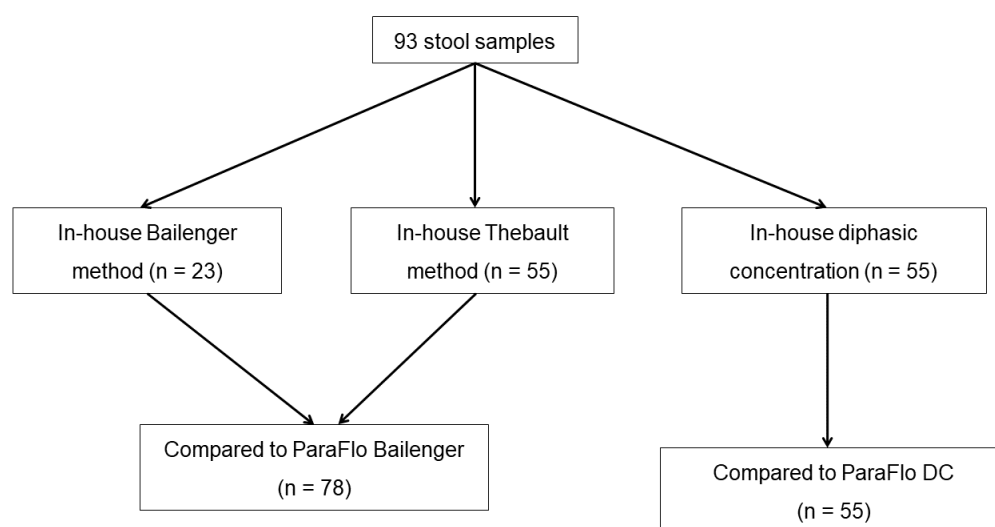 93 stool samples
In-house Bailenger
method (n = 23)
In-house Thebault
method (n = 55)
In-house diphasic
concentration (n = 55)
Compared to ParaFlo Bailenger
(n = 78)
Compared to ParaFlo DC
(n = 55)